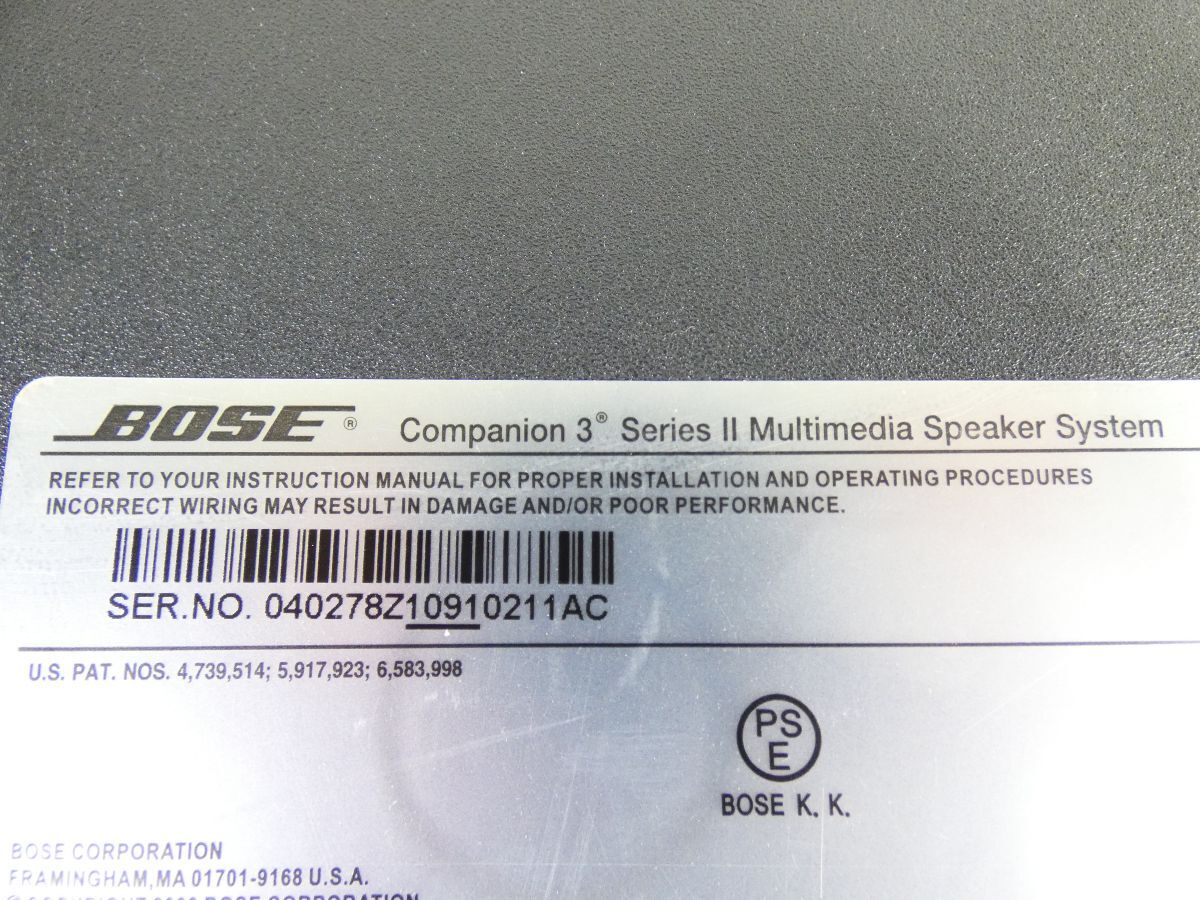 BOSE® Companion 3® Series II Multimedia Speaker System
REFER TO YOUR INSTRUCTION MANUAL FOR PROPER INSTALLATION AND OPERATING PROCEDURES
INCORRECT WIRING MAY RESULT IN DAMAGE AND/OR POOR PERFORMANCE.
SER.NO. 040278Z10910211AC
U.S. PAT. NOS. 4,739,514; 5,917,923; 6,583,998
PS
E
BOSE K. K.
BOSE CORPORATION
FRAMINGHAM,MA 01701-9168 U.S.A.
BOSE CORPORATION